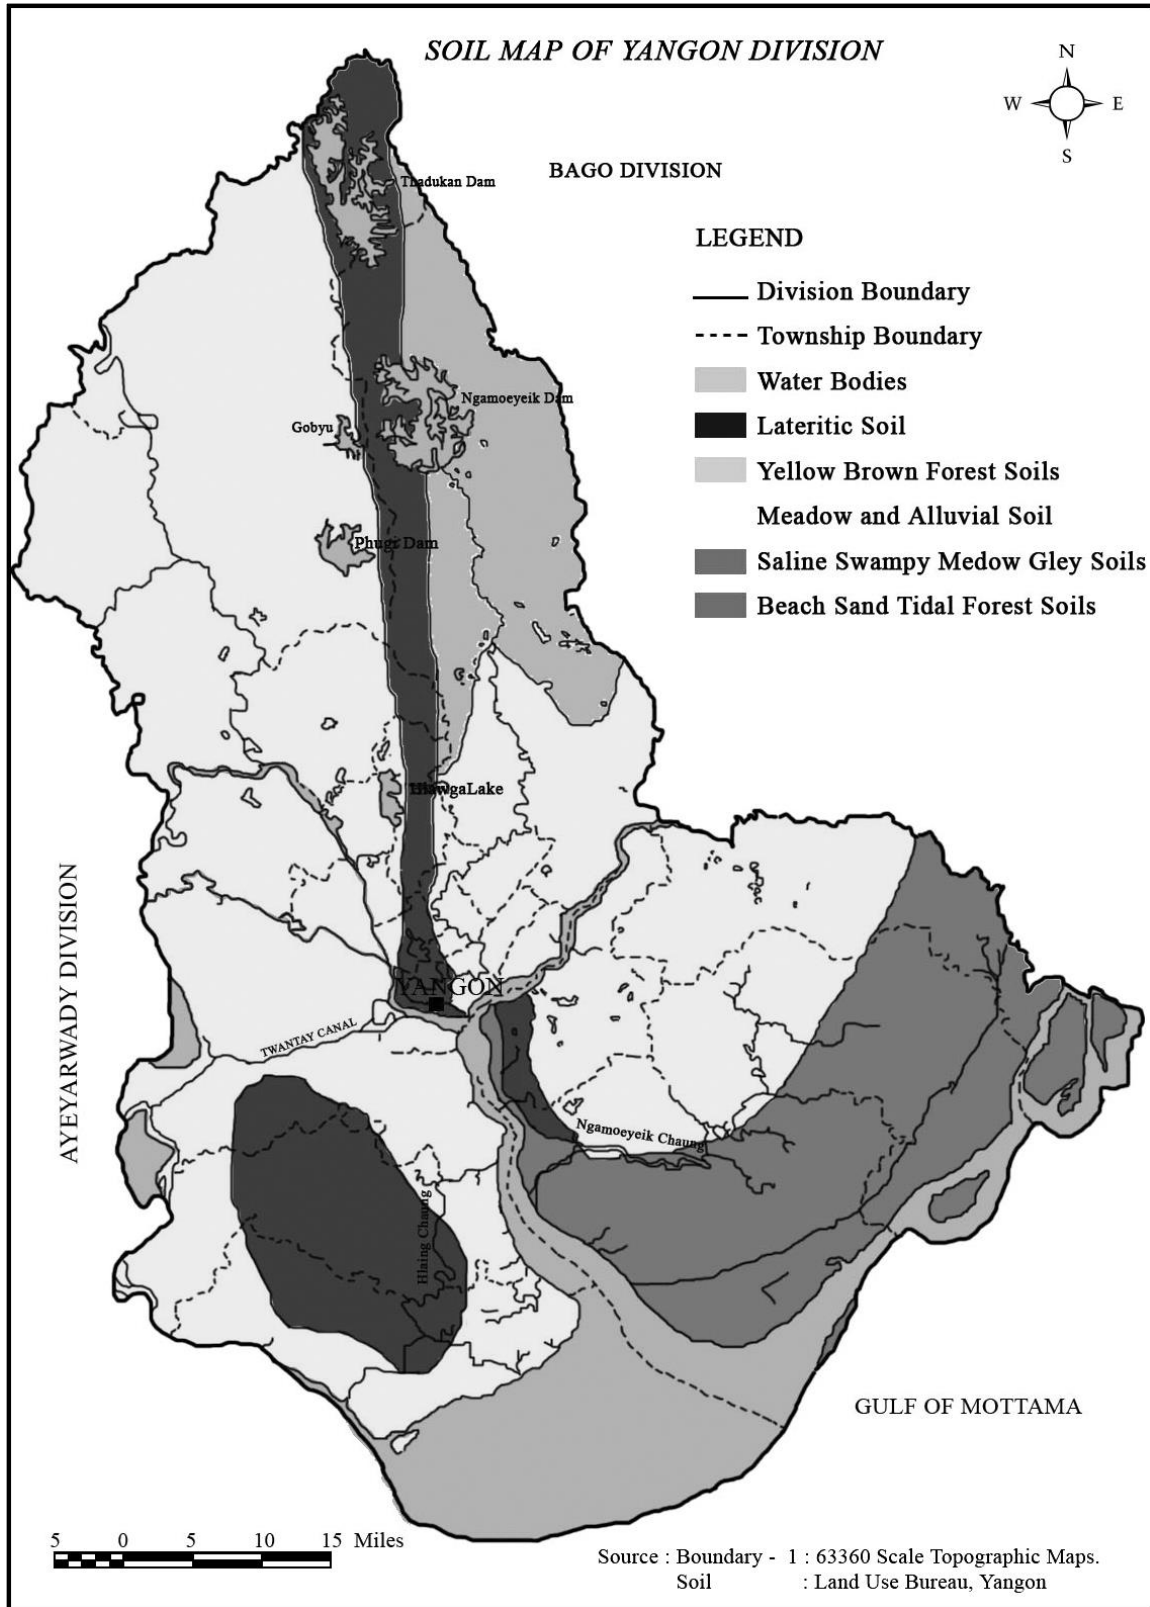 SOIL MAP OF YANGON DIVISION
N
W E
S
BAGO DIVISION
Thadukan Dam
LEGEND
Division Boundary
Township Boundary
Water Bodies
Lateritic Soil
Yellow Brown Forest Soils
Meadow and Alluvial Soil
Saline Swampy Medow Gley Soils
Beach Sand Tidal Forest Soils
Ngamoeyeik Dam
Gobyu
Phugi Dam
HlawgaLake
AYEYARWADY DIVISION
YANGON
TWANTAY CANAL
Ngamoeyeik Chaung
Hlaing Chaung
GULF OF MOTTAMA
5 0 5 10 15 Miles
Source : Boundary - 1 : 63360 Scale Topographic Maps.
Soil : Land Use Bureau, Yangon